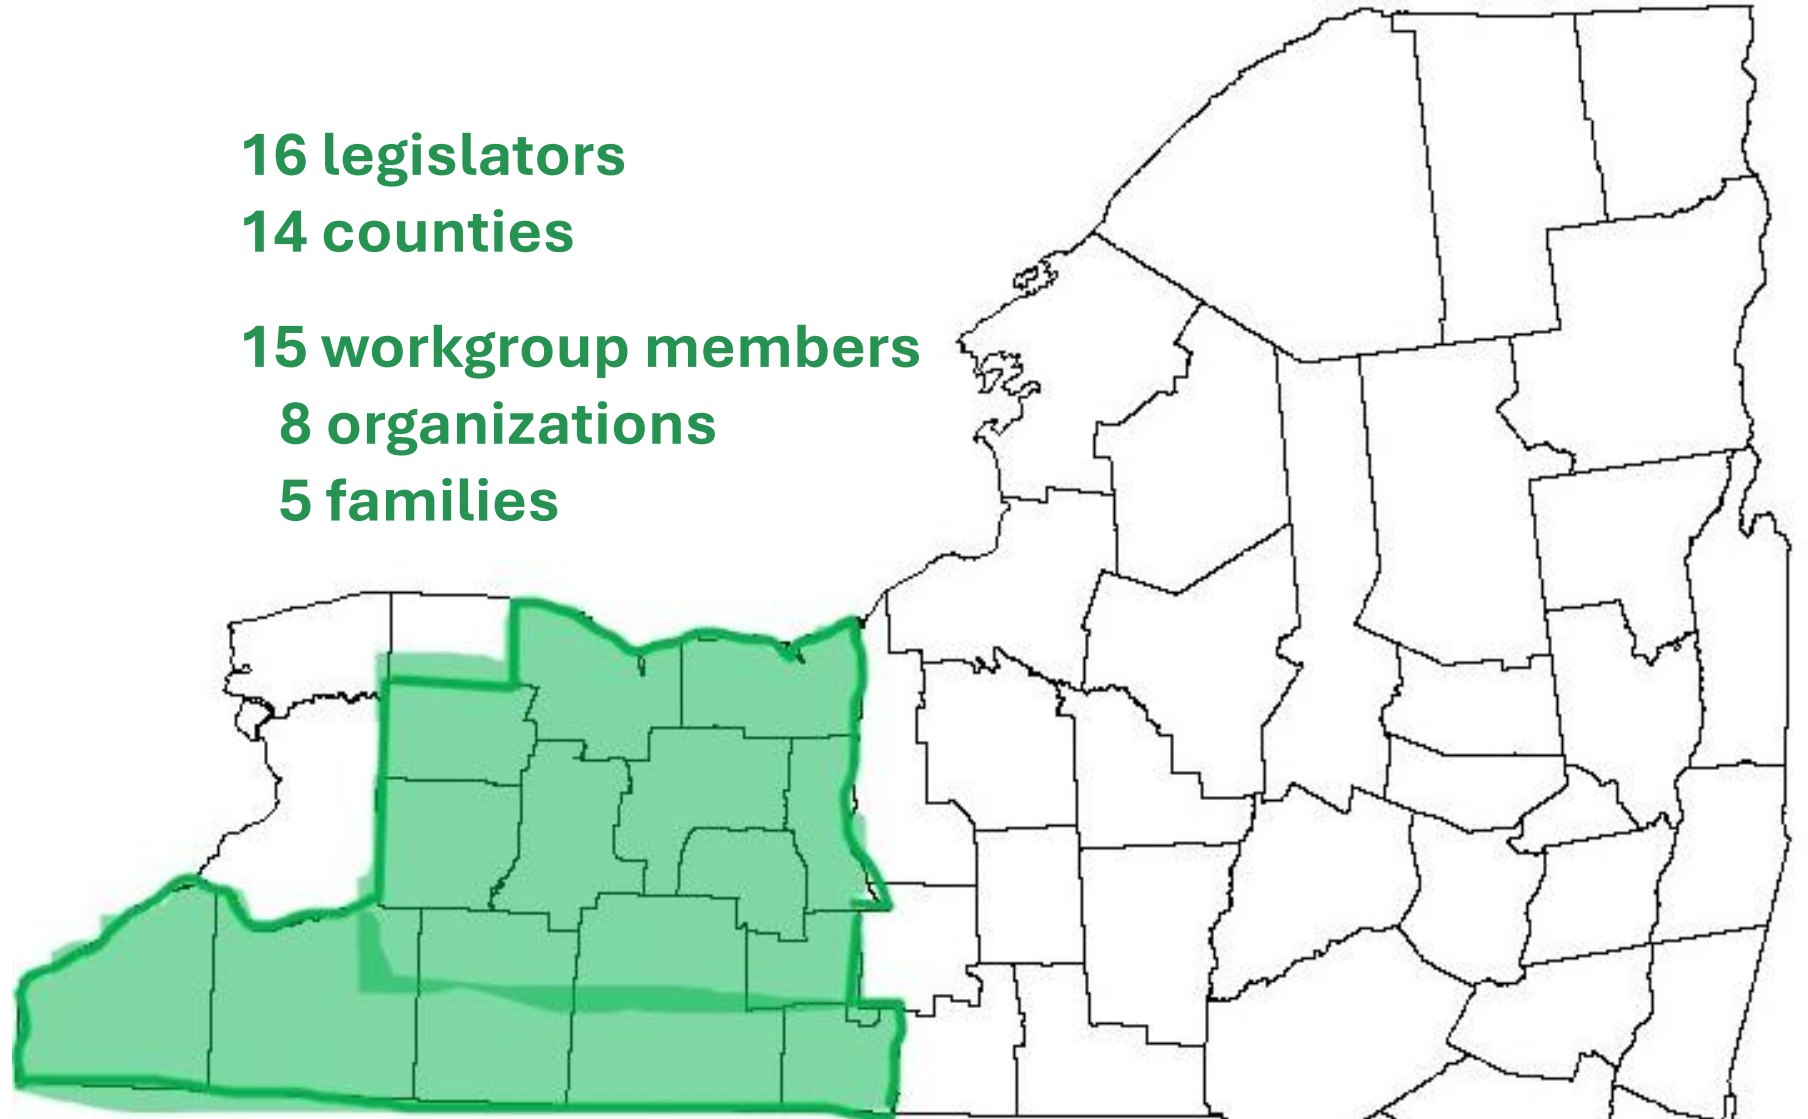 16 legislators
14 counties
15 workgroup members
8 organizations
5 families